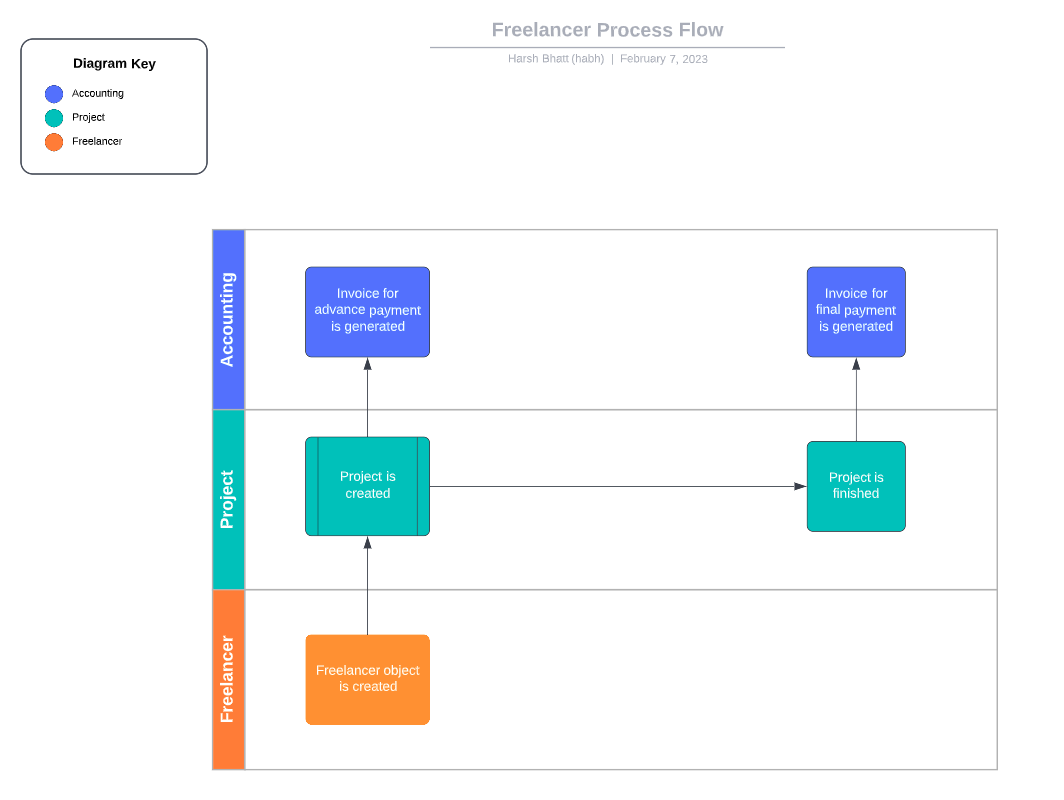 Freelancer Process Flow
Harsh Bhatt (habh) | February 7, 2023
Diagram Key
Accounting
Project
Freelancer
Accounting
Invoice for
advance payment
is generated
Invoice for
final payment
is generated
Project
Project is
created
Project is
finished
Freelancer
Freelancer object
is created